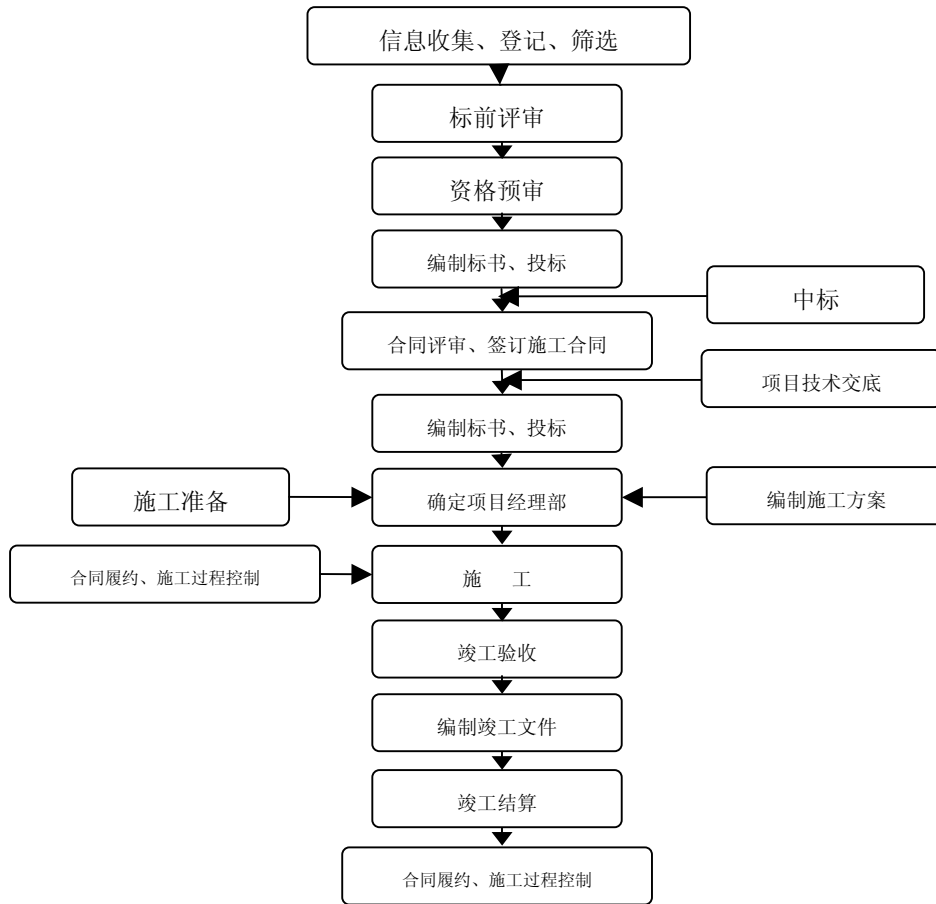 信息收集、登记、筛选
标前评审
资格预审
编制标书、投标
中标
合同评审、签订施工合同
项目技术交底
编制标书、投标
施工准备
确定项目经理部
编制施工方案
合同履约、施工过程控制
施 工
竣工验收
编制竣工文件
竣工结算
合同履约、施工过程控制